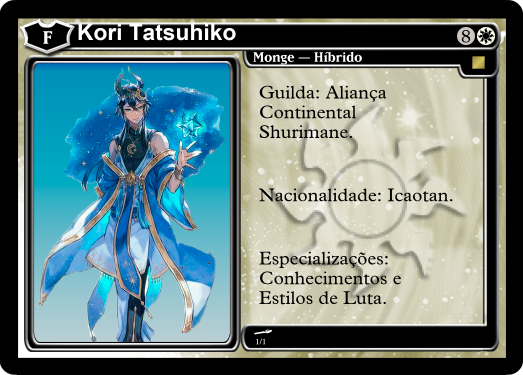 F
Kori Tatsuhiko
8
Monge — Híbrido
Guilda: Aliança
Continental
Shurimane.
Nacionalidade: Icaotan.
Especializações:
Conhecimentos e
Estilos de Luta.
1/1